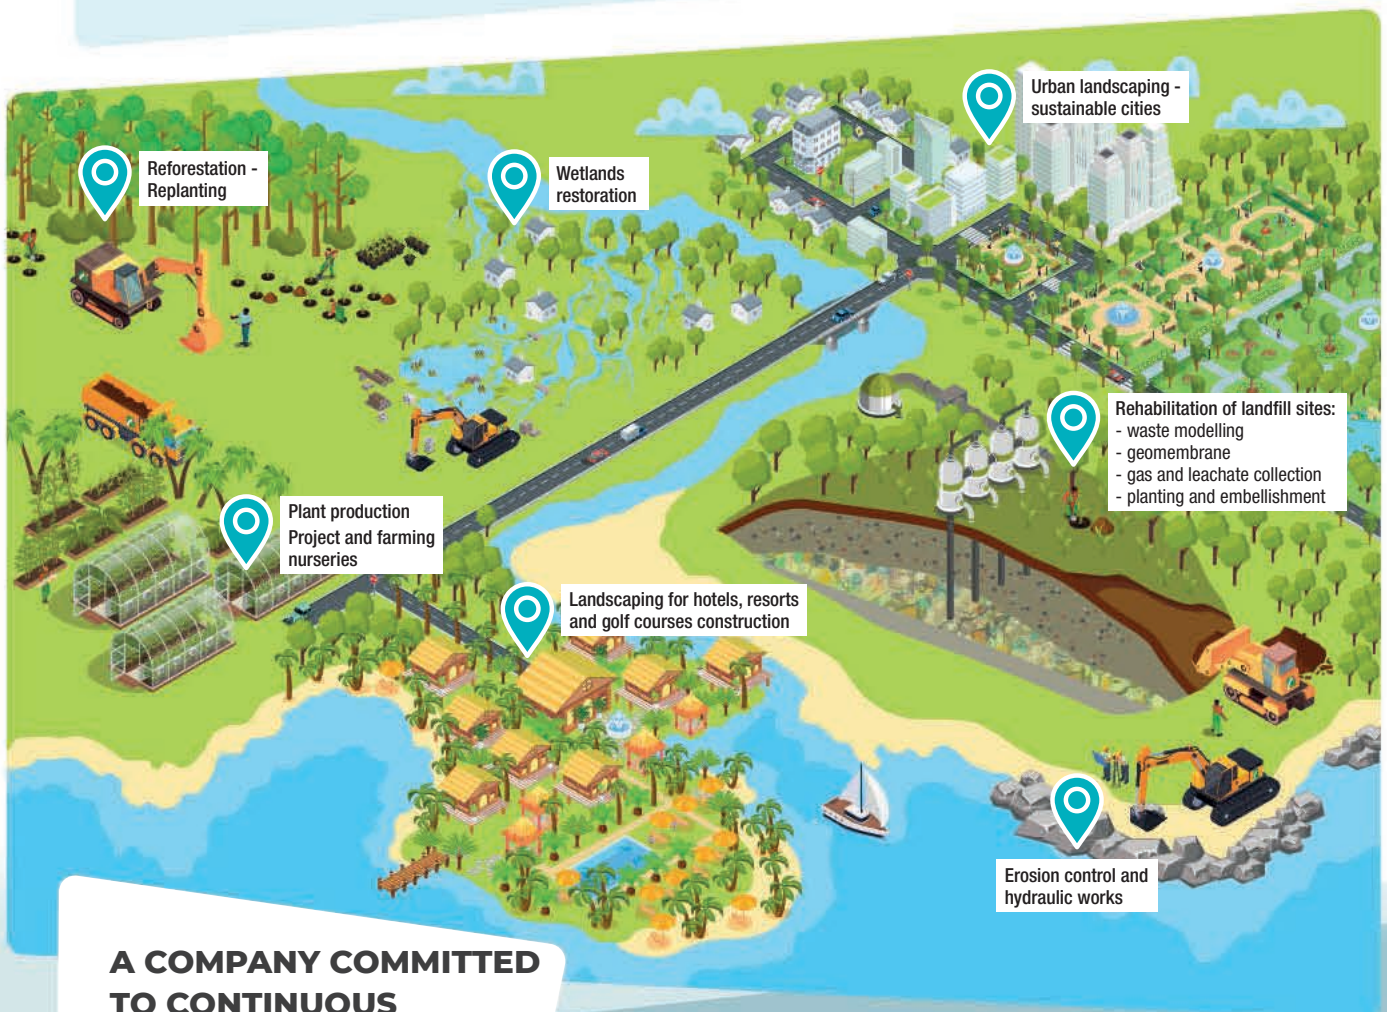 Urban landscaping -
sustainable cities
Reforestation -
Replanting
Wetlands
restoration
Rehabilitation of landfill sites:
- waste modelling
- geomembrane
- gas and leachate collection
- planting and embellishment
Plant production
Project and farming
nurseries
Landscaping for hotels, resorts
and golf courses construction
Erosion control and
hydraulic works
A COMPANY COMMITTED
TO CONTINUOUS